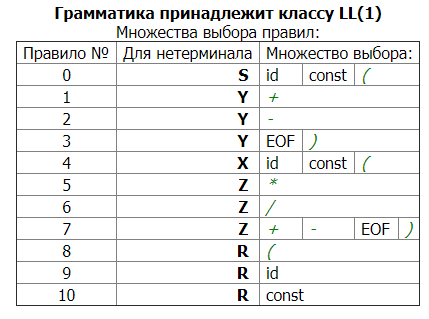 Грамматика принадлежит классу LL(1)
Множества выбора правил:
Правило № Для нетерминала Множество выбора:
0 S id const (
1 Y +
2 Y -
3 Y EOF )
4 X id const (
5 Z *
6 Z /
7 Z + - EOF )
8 R (
9 R id
10 R const